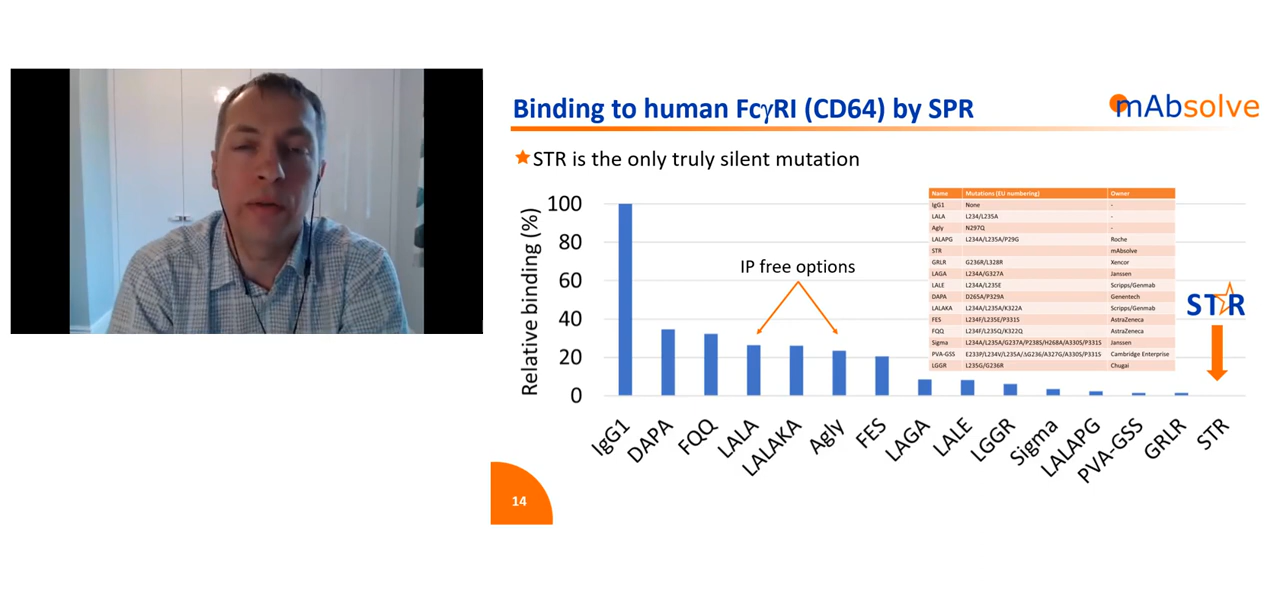 Binding to human FcγRI (CD64) by SPR
mAbsolve
STR is the only truly silent mutation
Relative binding (%)
100
80
60
40
20
0
IP free options
Name Mutations (EU numbering) Owner
IgG1 None -
LALA L234/L235A -
Agly N297Q -
LALAPG L234A/L235A/P29G Roche
STR mAbsolve
GRLR G236R/L328R Xencor
LAGA L234A/G327A Janssen
LALE L234A/L235E Scripps/Genmab
DAPA D265A/P329A Genentech
LALAKA L234A/L235A/K322A Scripps/Genmab
FES L234F/L235E/P331S AstraZeneca
FQQ L234F/L235Q/K322Q AstraZeneca
Sigma L234A/L235A/G237A/P238S/H268A/A330S/P331S Janssen
PVA-GSS E233P/L234V/L235A/ΔG236/A327G/A330S/P331S Cambridge Enterprise
LGGR L235G/G236R Chugai
STR
IgG1
DAPA
FQQ
LALA
LALAKA
Agly
FES
LAGA
LALE
LGGR
Sigma
LALAPG
PVA-GSS
GRLR
STR
14